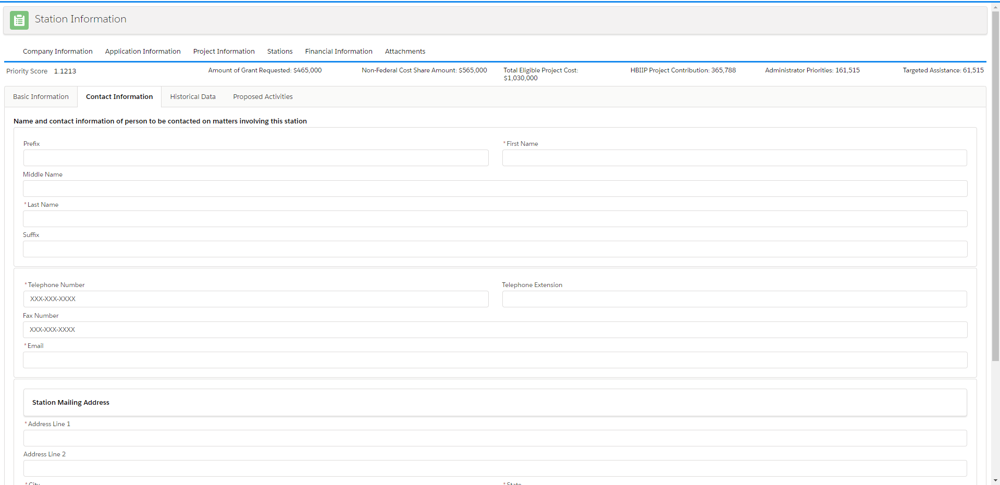 Station Information
Company Information Application Information Project Information Stations Financial Information Attachments
Priority Score 1.1213 Amount of Grant Requested: $465,000 Non-Federal Cost Share Amount: $565,000 Total Eligible Project Cost: $1,030,000 HBIIP Project Contribution: 365,788 Administrator Priorities: 161,515 Targeted Assistance: 61,515
Basic Information Contact Information Historical Data Proposed Activities
Name and contact information of person to be contacted on matters involving this station
Prefix * First Name
Middle Name
* Last Name
Suffix
* Telephone Number Telephone Extension
XXX-XXX-XXXX
Fax Number
XXX-XXX-XXXX
* Email
Station Mailing Address
* Address Line 1
Address Line 2
* City * State